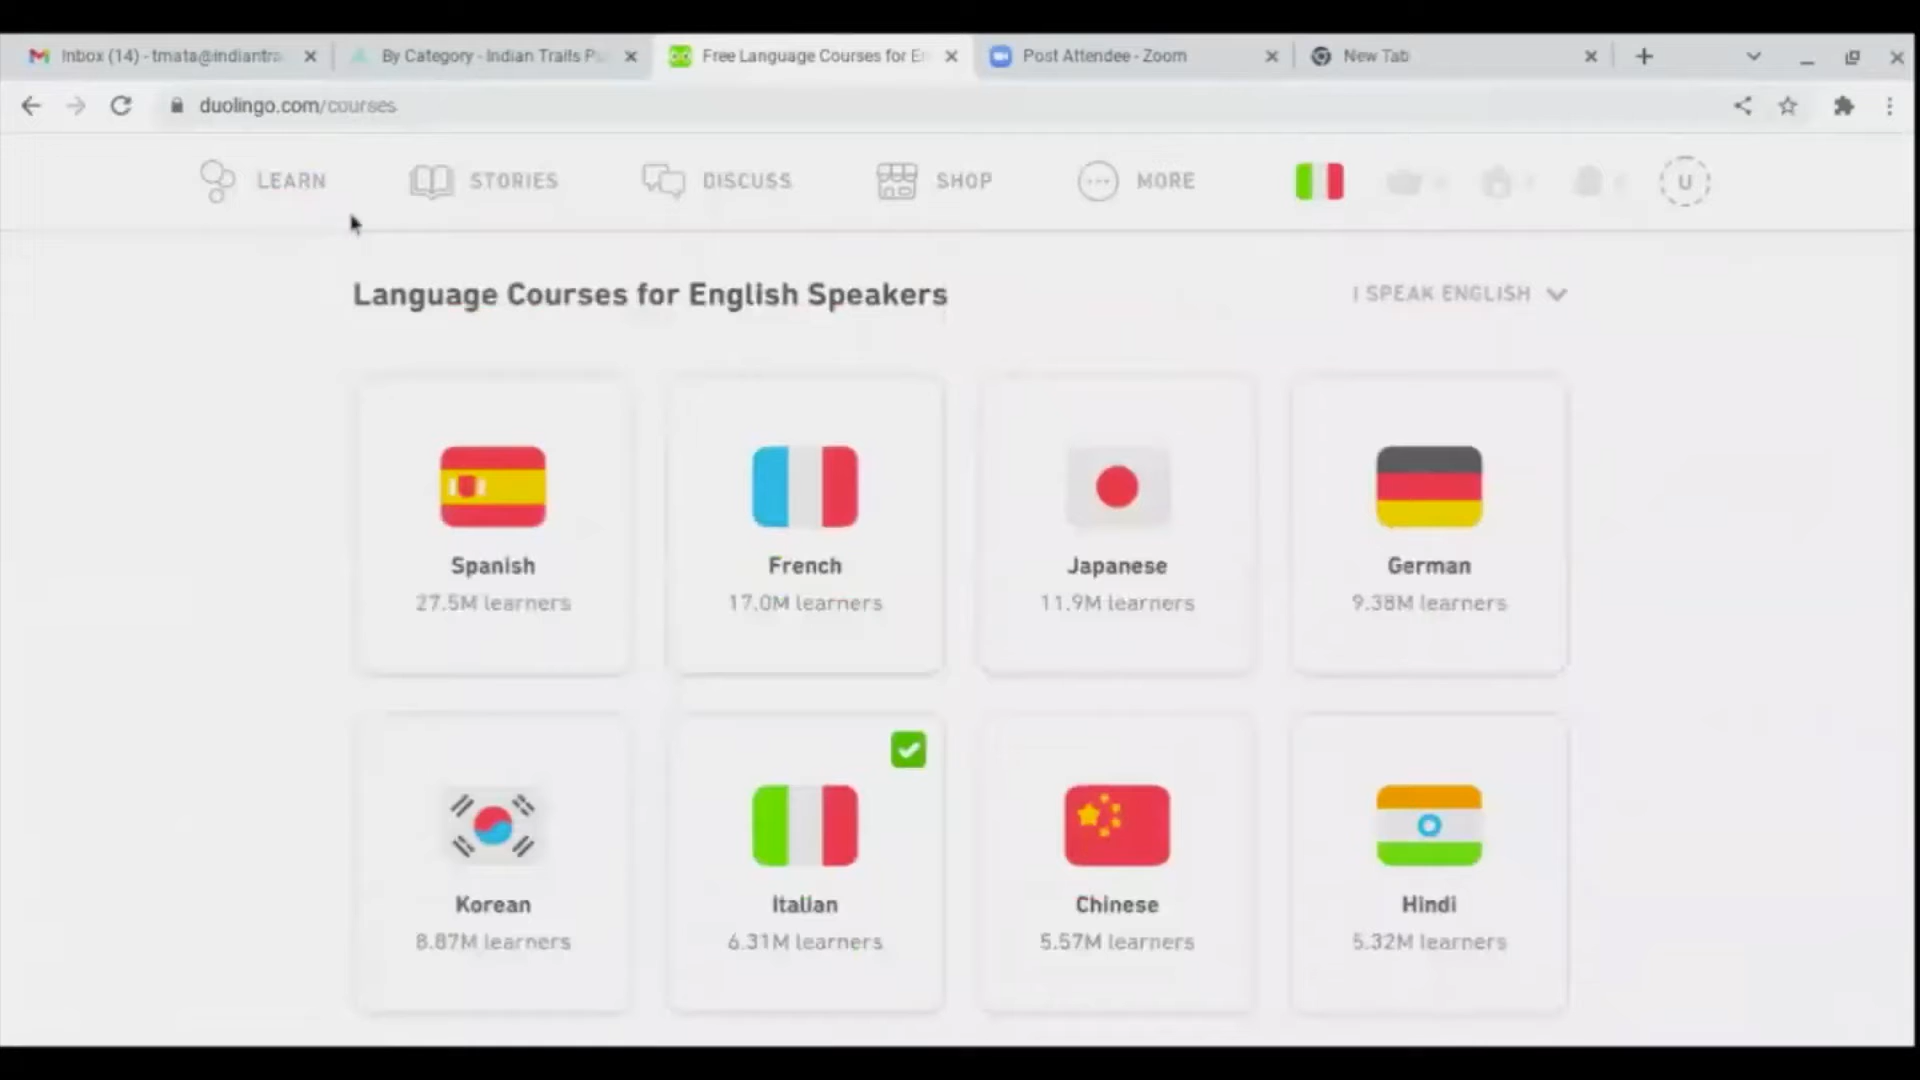 Inbox (14) - tmata@indiantra
By Category - Indian Trails P
Free Language Courses for En
Post Attendee - Zoom
New Tab
duolingo.com/courses
LEARN
STORIES
DISCUSS
SHOP
MORE
U
Language Courses for English Speakers
I SPEAK ENGLISH
Spanish
27.5M learners
French
17.0M learners
Japanese
11.9M learners
German
9.38M learners
Korean
8.87M learners
Italian
6.31M learners
Chinese
5.57M learners
Hindi
5.32M learners